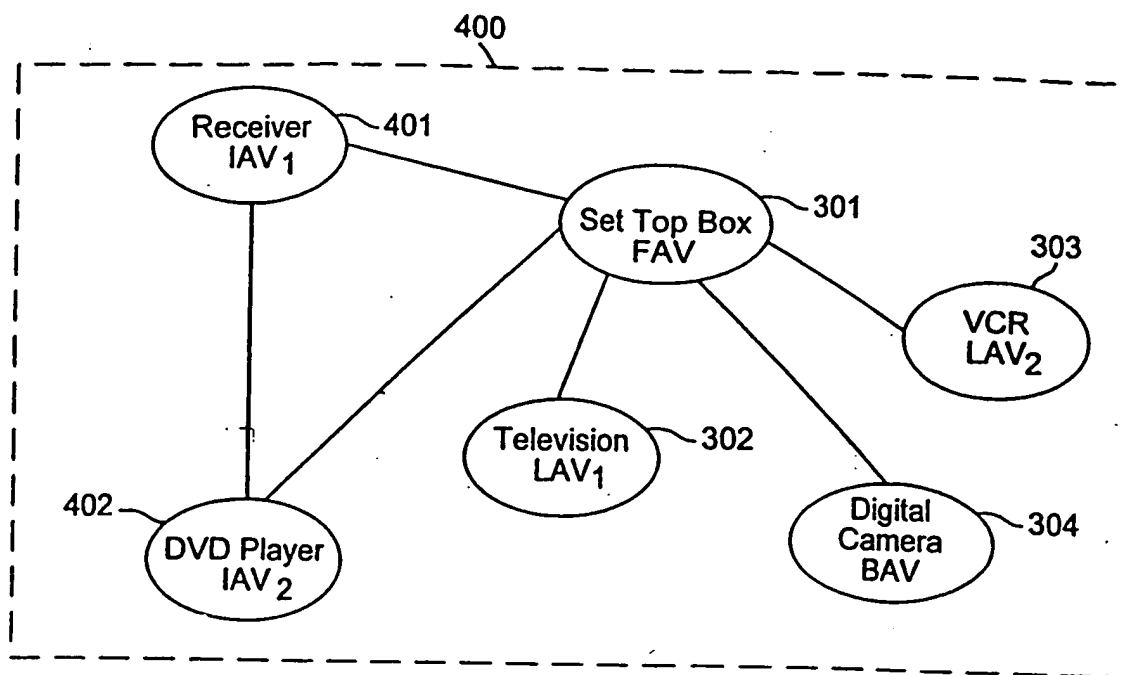 400
Receiver
IAV1
401
Set Top Box
FAV
301
303
VCR
LAV2
Television
LAV1
302
402
DVD Player
IAV2
Digital
Camera
BAV
304